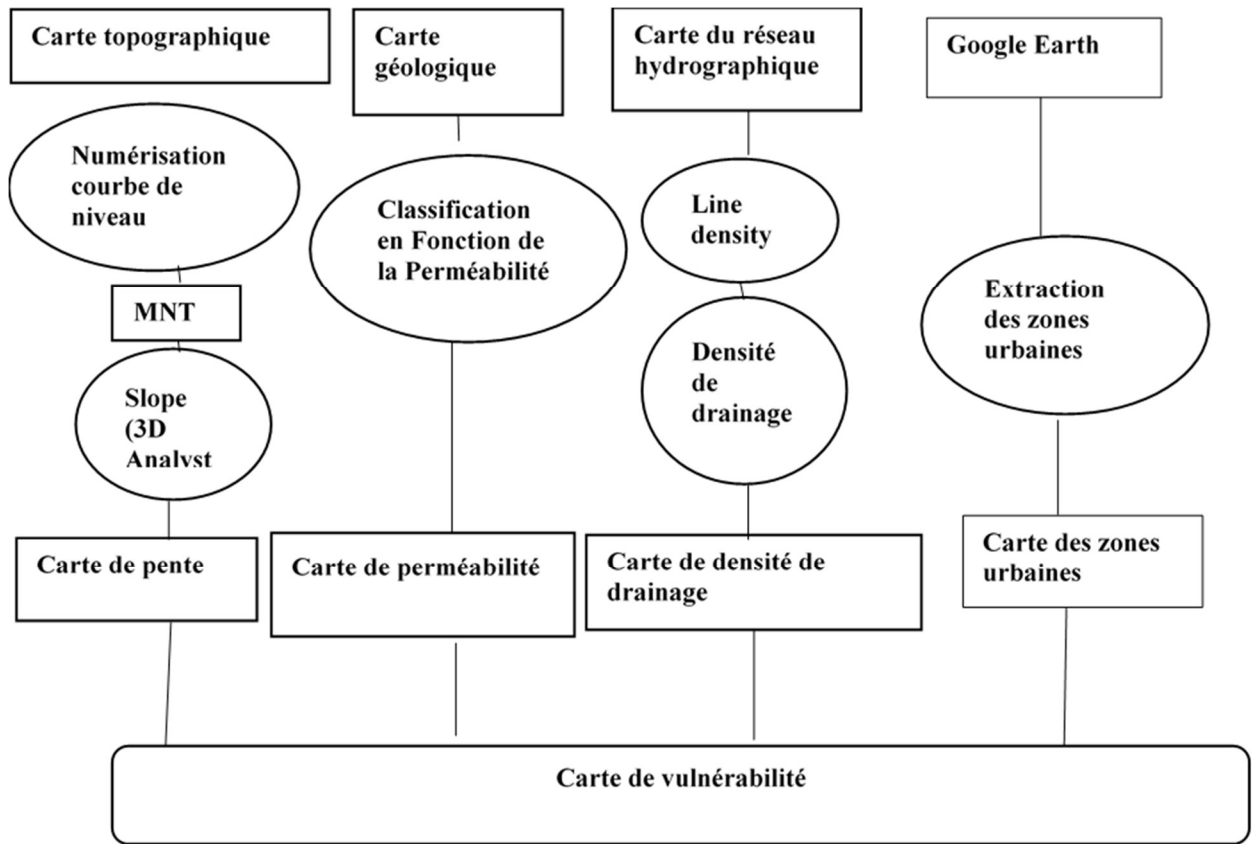 Carte topographique
Carte
géologique
Carte du réseau
hydrographique
Google Earth
Numérisation
courbe de
niveau
Classification
en Fonction de
la Perméabilité
Line
density
Extraction
des zones
urbaines
MNT
Densité
de
drainage
Slope
(3D
Analyst
Carte de pente
Carte de perméabilité
Carte de densité de
drainage
Carte des zones
urbaines
Carte de vulnérabilité